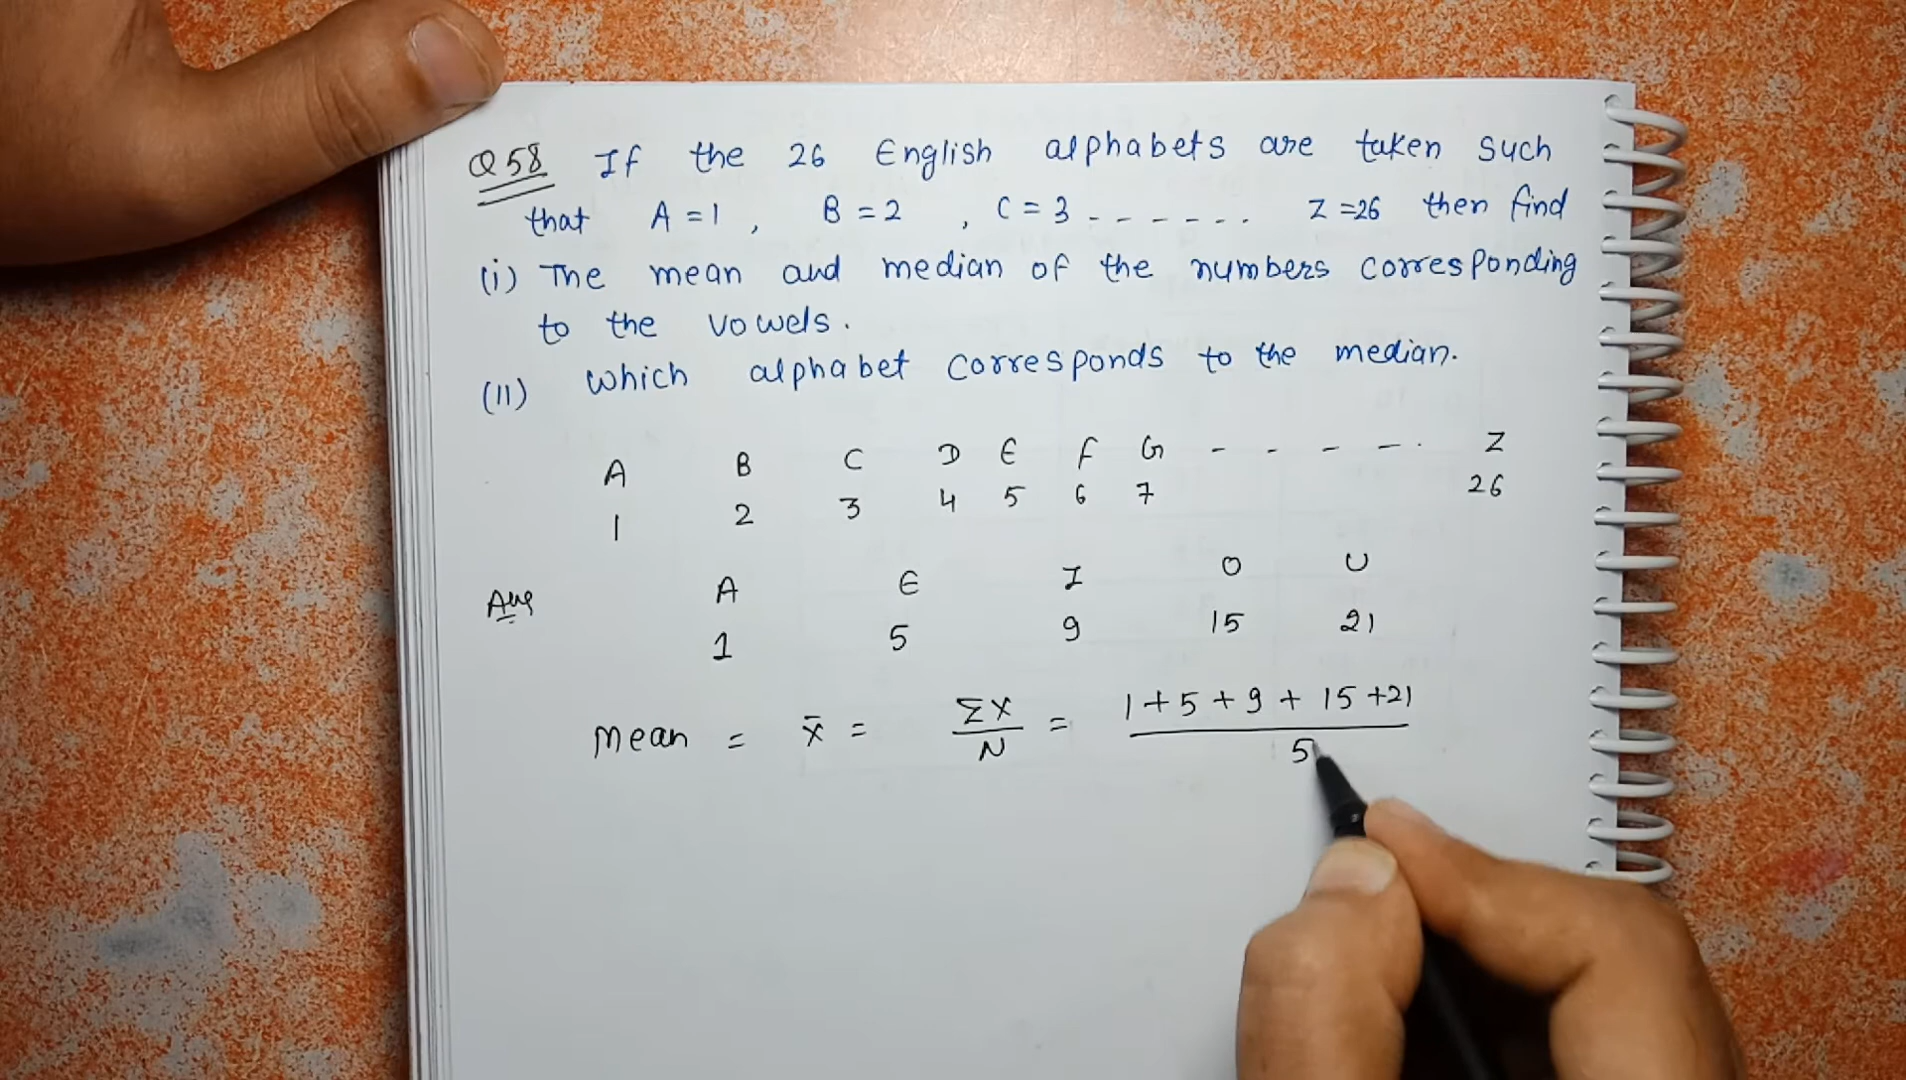 Q58 If the 26 English alphabets are taken such
that A = 1 , B = 2 , C = 3 - - - - - - . Z = 26 then find
(i) The mean and median of the numbers corresponding
to the vowels.
(II) which alphabet corresponds to the median.
A B C D E F G - - - - . Z
1 2 3 4 5 6 7 26
Ans A E I O U
1 5 9 15 21
Mean = x̄ = ΣX/N = (1 + 5 + 9 + 15 + 21)/5